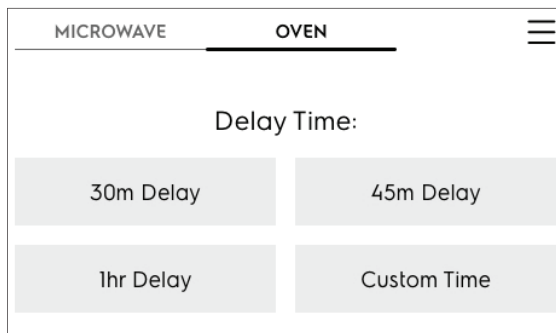 MICROWAVE OVEN
Delay Time:
30m Delay 45m Delay
1hr Delay Custom Time